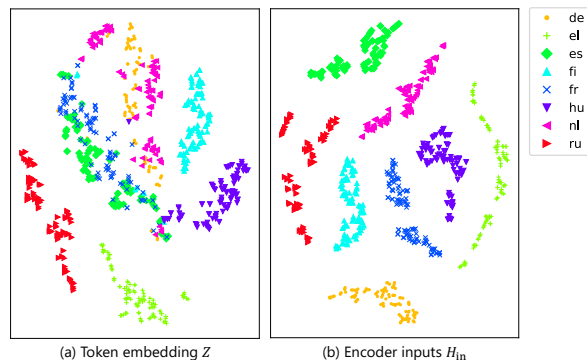 de
el
es
fi
fr
hu
nl
ru
(a) Token embedding Z
(b) Encoder inputs H_in